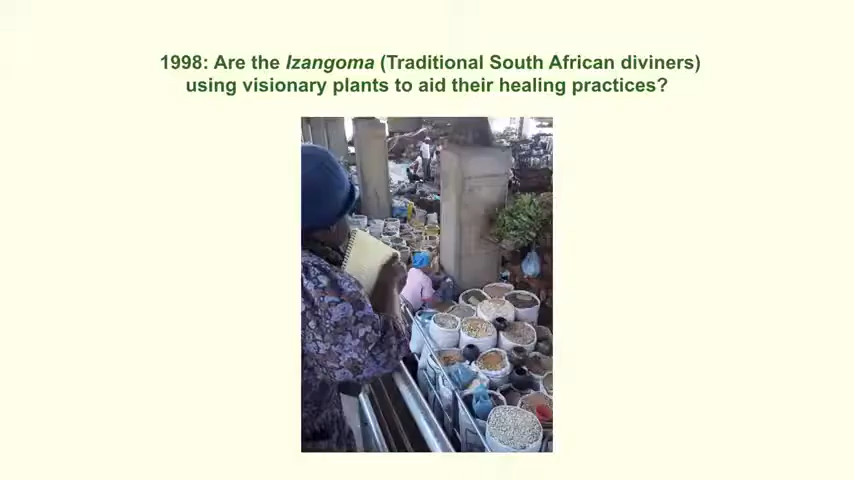 1998: Are the Izangoma (Traditional South African diviners)
using visionary plants to aid their healing practices?